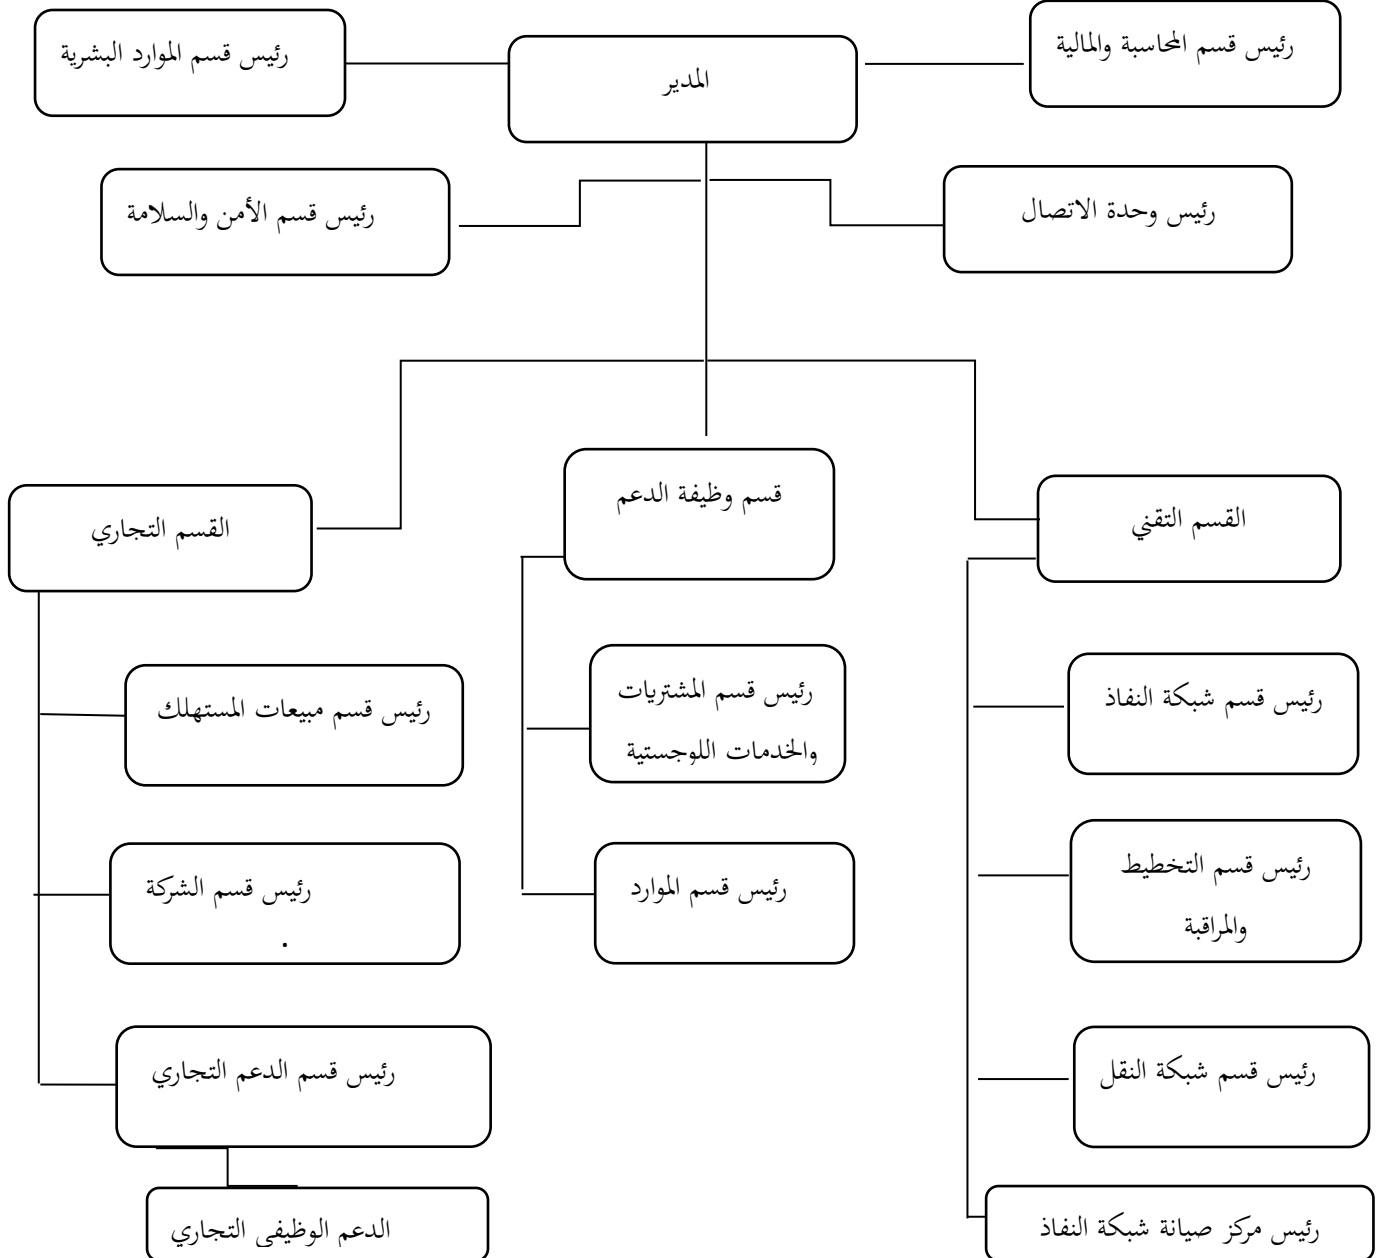 رئيس قسم المحاسبة والمالية
المدير
رئيس قسم الموارد البشرية
رئيس وحدة الاتصال
رئيس قسم الأمن والسلامة
القسم التقني
قسم وظيفة الدعم
القسم التجاري
رئيس قسم شبكة النفاذ
رئيس قسم المشتريات
والخدمات اللوجستية
رئيس قسم مبيعات المستهلك
رئيس قسم التخطيط
والمراقبة
رئيس قسم الموارد
رئيس قسم الشركة
.
رئيس قسم شبكة النقل
رئيس قسم الدعم التجاري
رئيس مركز صيانة شبكة النفاذ
الدعم الوظيفي التجاري